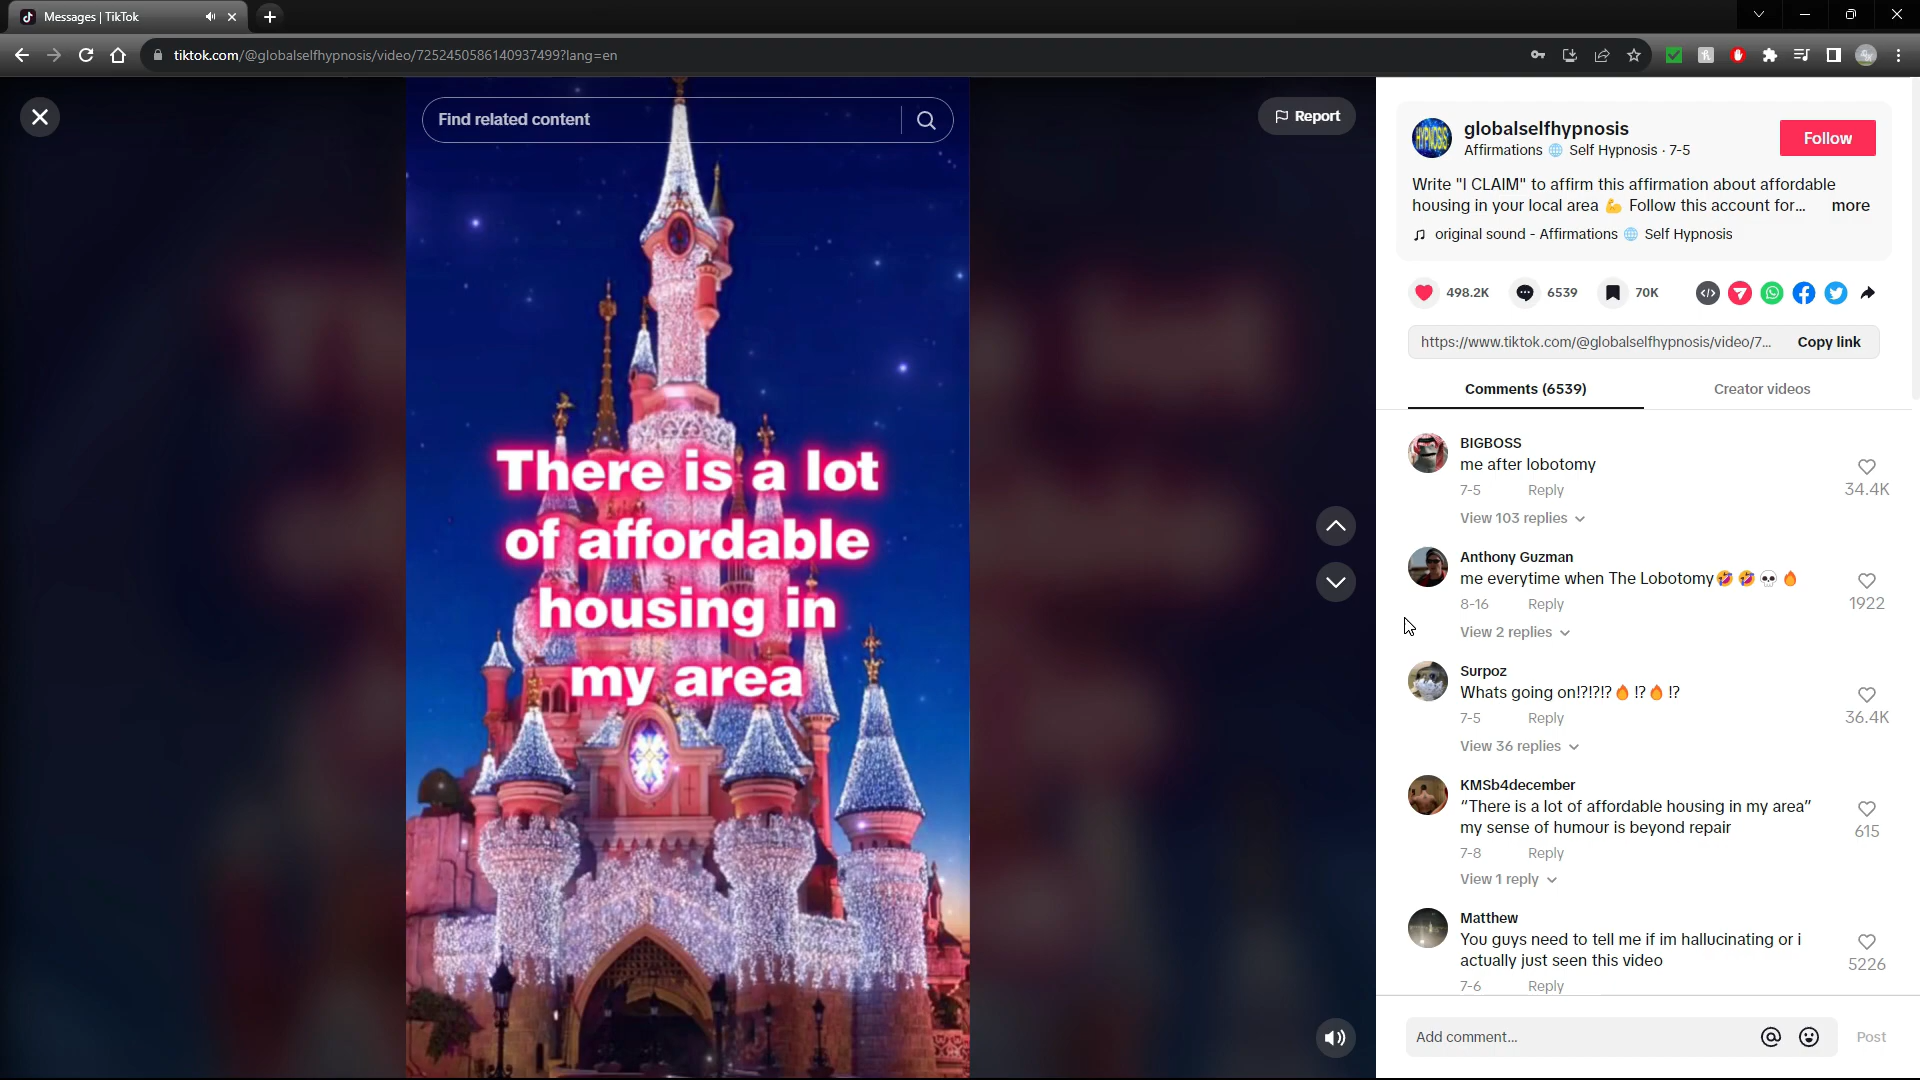 Messages | TikTok
tiktok.com/@globalselfhypnosis/video/7252450586140937499?lang=en
Find related content
Report
There is a lot
of affordable
housing in
my area
HYPNOSIS
globalselfhypnosis
Affirmations 🌐 Self Hypnosis · 7-5
Follow
Write "I CLAIM" to affirm this affirmation about affordable
housing in your local area 💪 Follow this account for... more
original sound - Affirmations 🌐 Self Hypnosis
498.2K 6539 70K
https://www.tiktok.com/@globalselfhypnosis/video/7... Copy link
Comments (6539) Creator videos
BIGBOSS
me after lobotomy
34.4K
7-5 Reply
View 103 replies
Anthony Guzman
me everytime when The Lobotomy🤣🤣💀🔥
1922
8-16 Reply
View 2 replies
Surpoz
Whats going on!?!?!?🔥!?🔥!?
36.4K
7-5 Reply
View 36 replies
KMSb4december
“There is a lot of affordable housing in my area”
my sense of humour is beyond repair
615
7-8 Reply
View 1 reply
Matthew
You guys need to tell me if im hallucinating or i
actually just seen this video
5226
7-6 Reply
Add comment...
Post